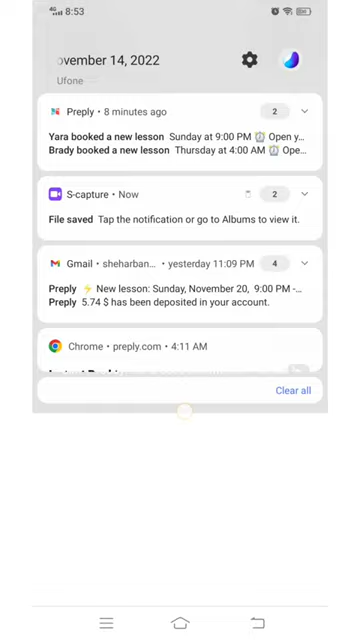 4G 8:53
ovember 14, 2022
Ufone
Preply • 8 minutes ago 2
Yara booked a new lesson Sunday at 9:00 PM ⏰ Open y...
Brady booked a new lesson Thursday at 4:00 AM ⏰ Ope...
S-capture • Now 2
File saved Tap the notification or go to Albums to view it.
Gmail • sheharban... • yesterday 11:09 PM 4
Preply ⚡ New lesson: Sunday, November 20, 9:00 PM -...
Preply 5.74 $ has been deposited in your account.
Chrome • preply.com • 4:11 AM
Clear all